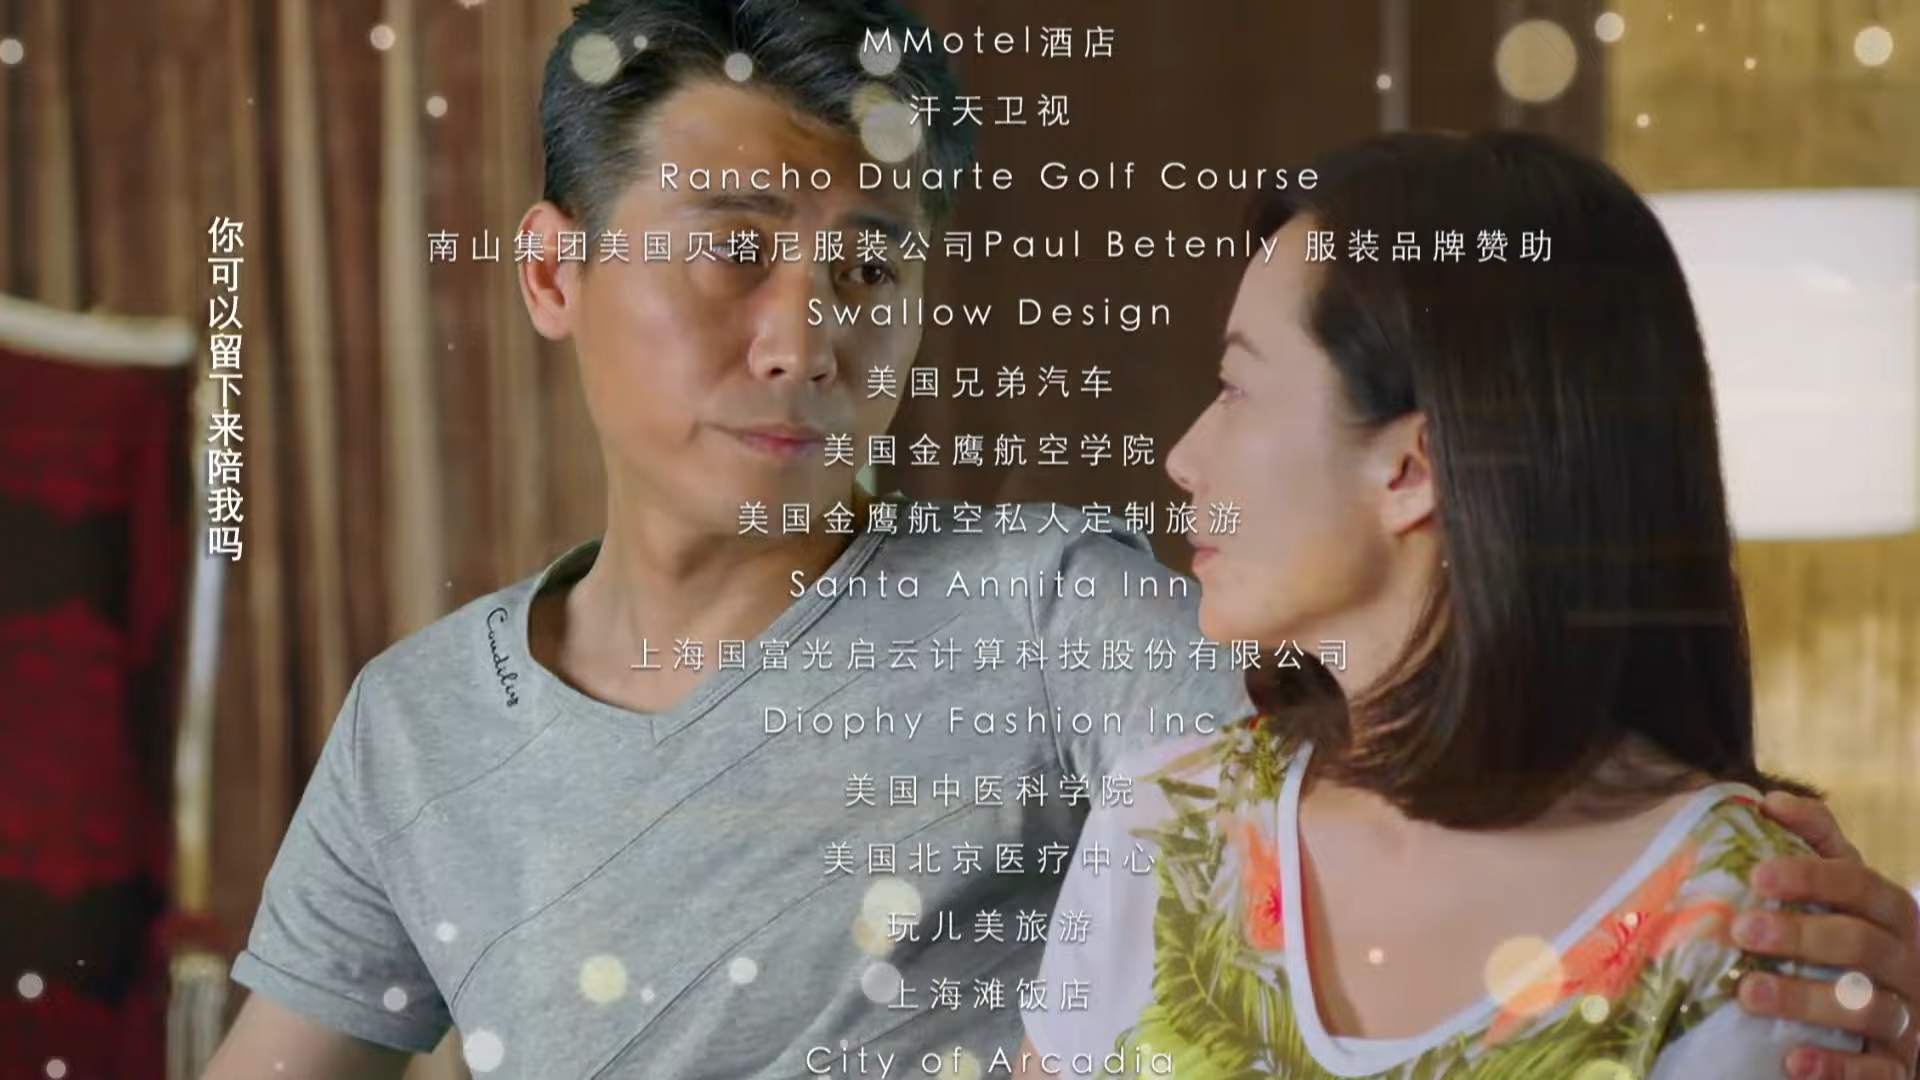 MMotel酒店
汗天卫视
Rancho Duarte Golf Course
南山集团美国贝塔尼服装公司Paul Betenly 服装品牌赞助
Swallow Design
美国兄弟汽车
美国金鹰航空学院
美国金鹰航空私人定制旅游
Santa Annita Inn
上海国富光启云计算科技股份有限公司
Diophy Fashion Inc
美国中医科学院
美国北京医疗中心
玩儿美旅游
上海滩饭店
City of Arcadia
你可以留下来陪我吗